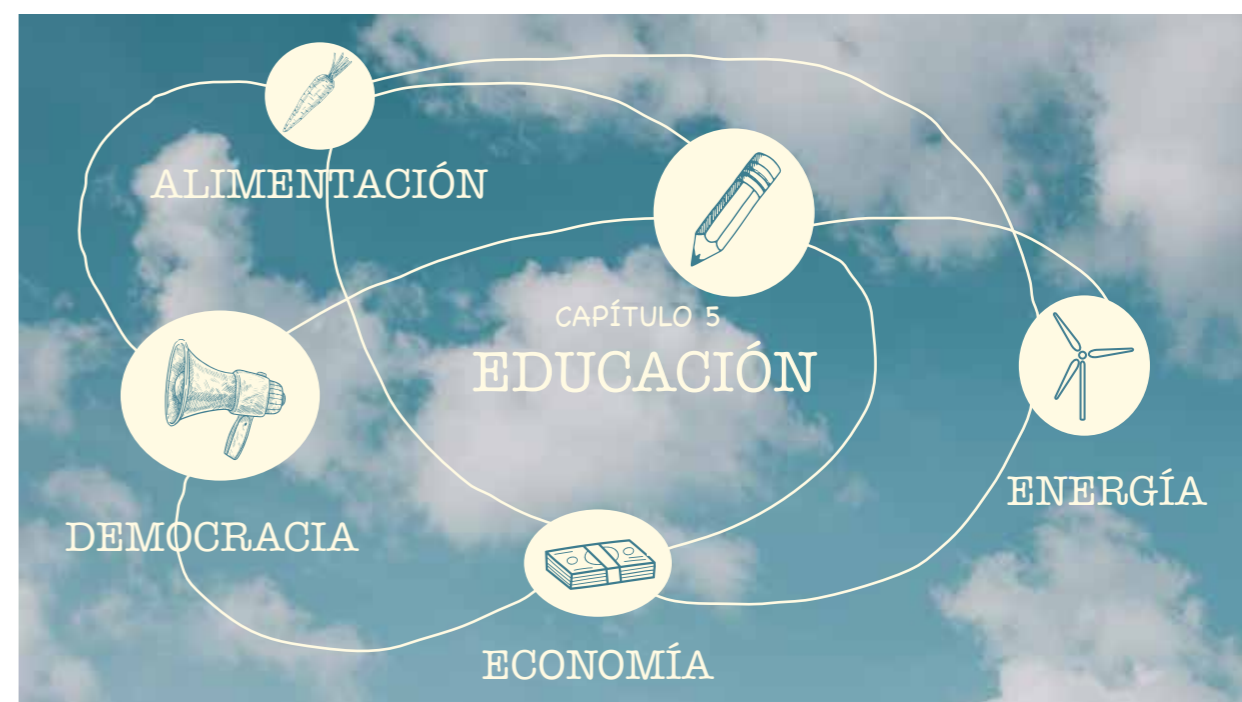 ALIMENTACIÓN
CAPÍTULO 5
EDUCACIÓN
ENERGÍA
DEMOCRACIA
ECONOMÍA